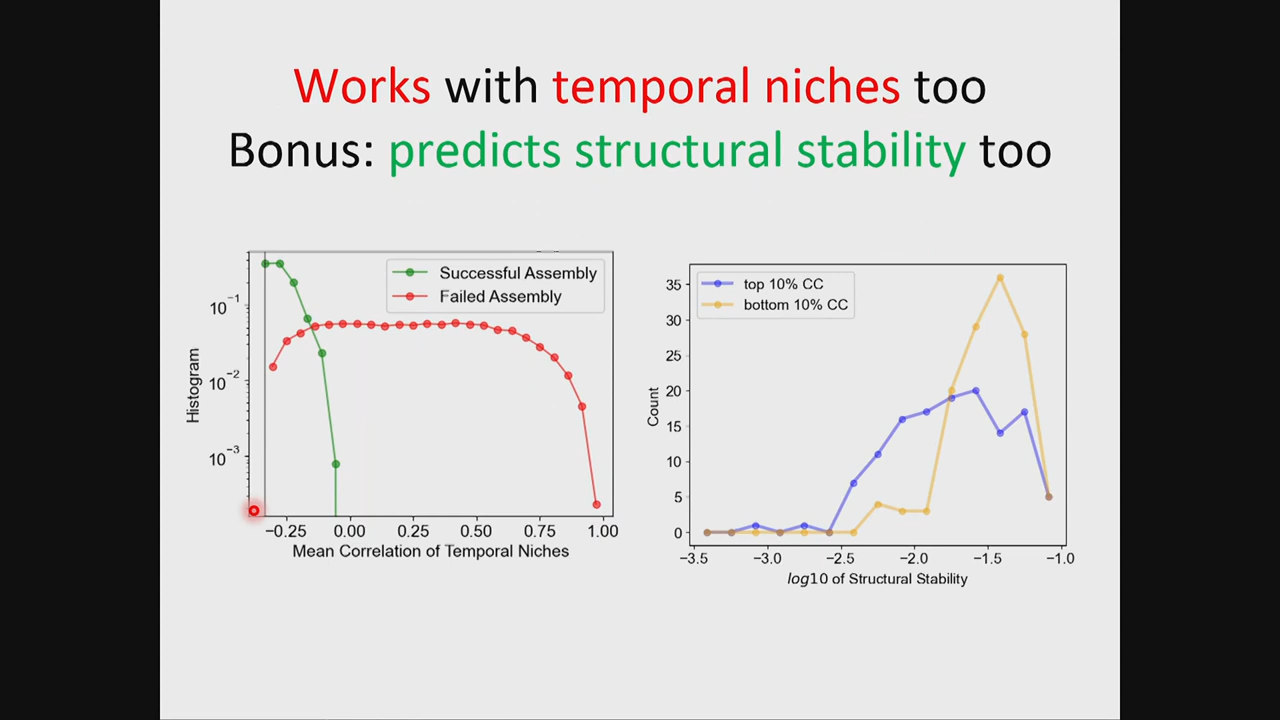 Works with temporal niches too
Bonus: predicts structural stability too
Successful Assembly
Failed Assembly
10⁻¹
10⁻²
10⁻³
Histogram
−0.25 0.00 0.25 0.50 0.75 1.00
Mean Correlation of Temporal Niches
top 10% CC
bottom 10% CC
35
30
25
20
15
10
5
0
Count
−3.5 −3.0 −2.5 −2.0 −1.5 −1.0
log10 of Structural Stability